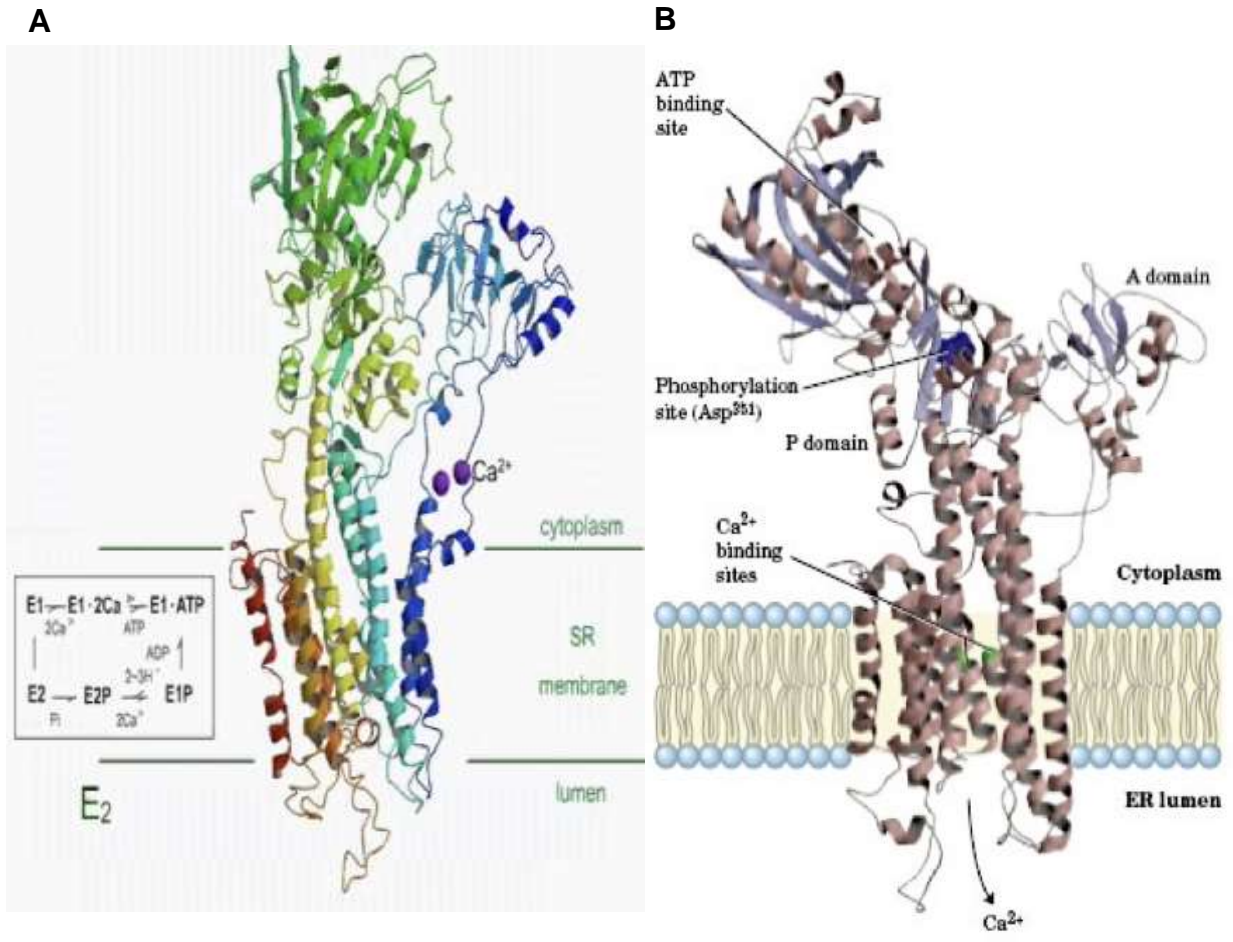 A
B
ATP
binding
site
A domain
Phosphorylation
site (Asp351)
P domain
Ca2+
cytoplasm
Ca2+
binding
sites
Cytoplasm
E1 E1·2Ca E1·ATP
2Ca2+ ATP
ADP
2~3H+
E2 E2P E1P
Pi 2Ca2+
SR
membrane
E2
lumen
ER lumen
Ca2+